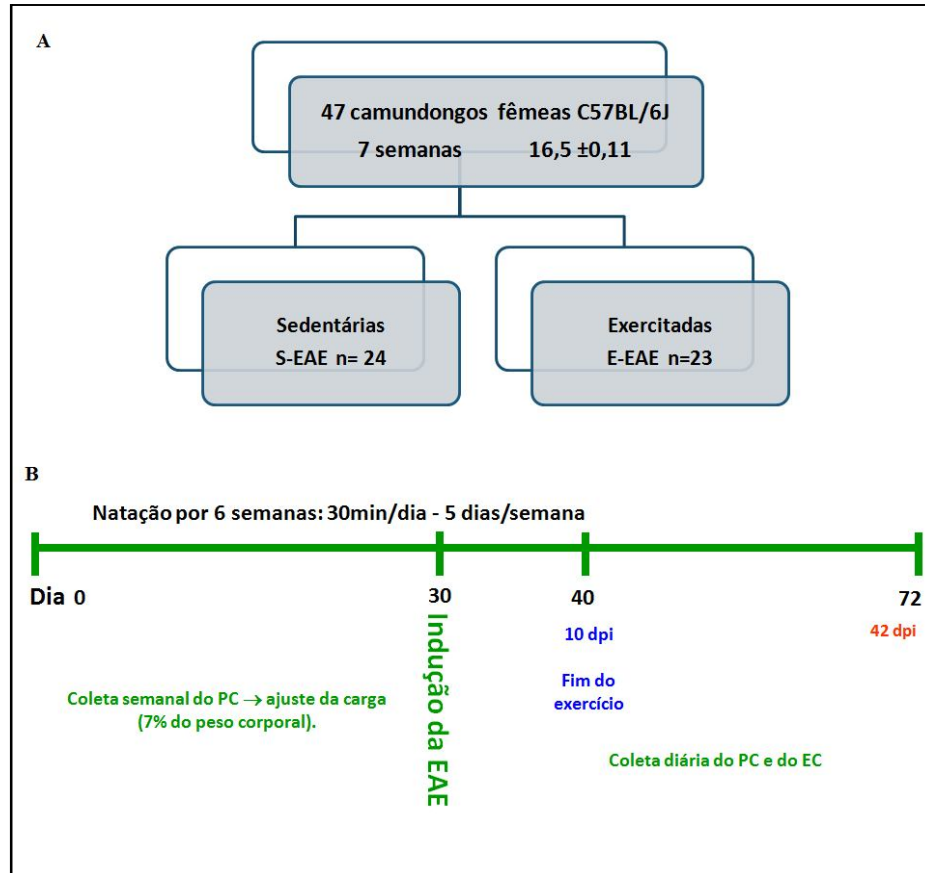 A
47 camundongos fêmeas C57BL/6J
7 semanas 16,5 ±0,11
Sedentárias
S-EAE n= 24
Exercitadas
E-EAE n=23
B
Natação por 6 semanas: 30min/dia - 5 dias/semana
Dia 0 30 40 72
10 dpi 42 dpi
Indução da EAE
Fim do
exercício
Coleta semanal do PC → ajuste da carga
(7% do peso corporal).
Coleta diária do PC e do EC